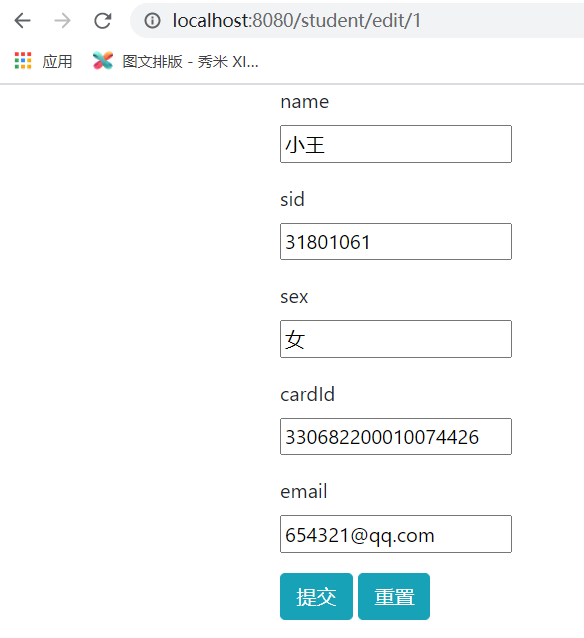 localhost:8080/student/edit/1
应用 图文排版 - 秀米 XI...
name
小王
sid
31801061
sex
女
cardId
330682200010074426
email
654321@qq.com
提交 重置